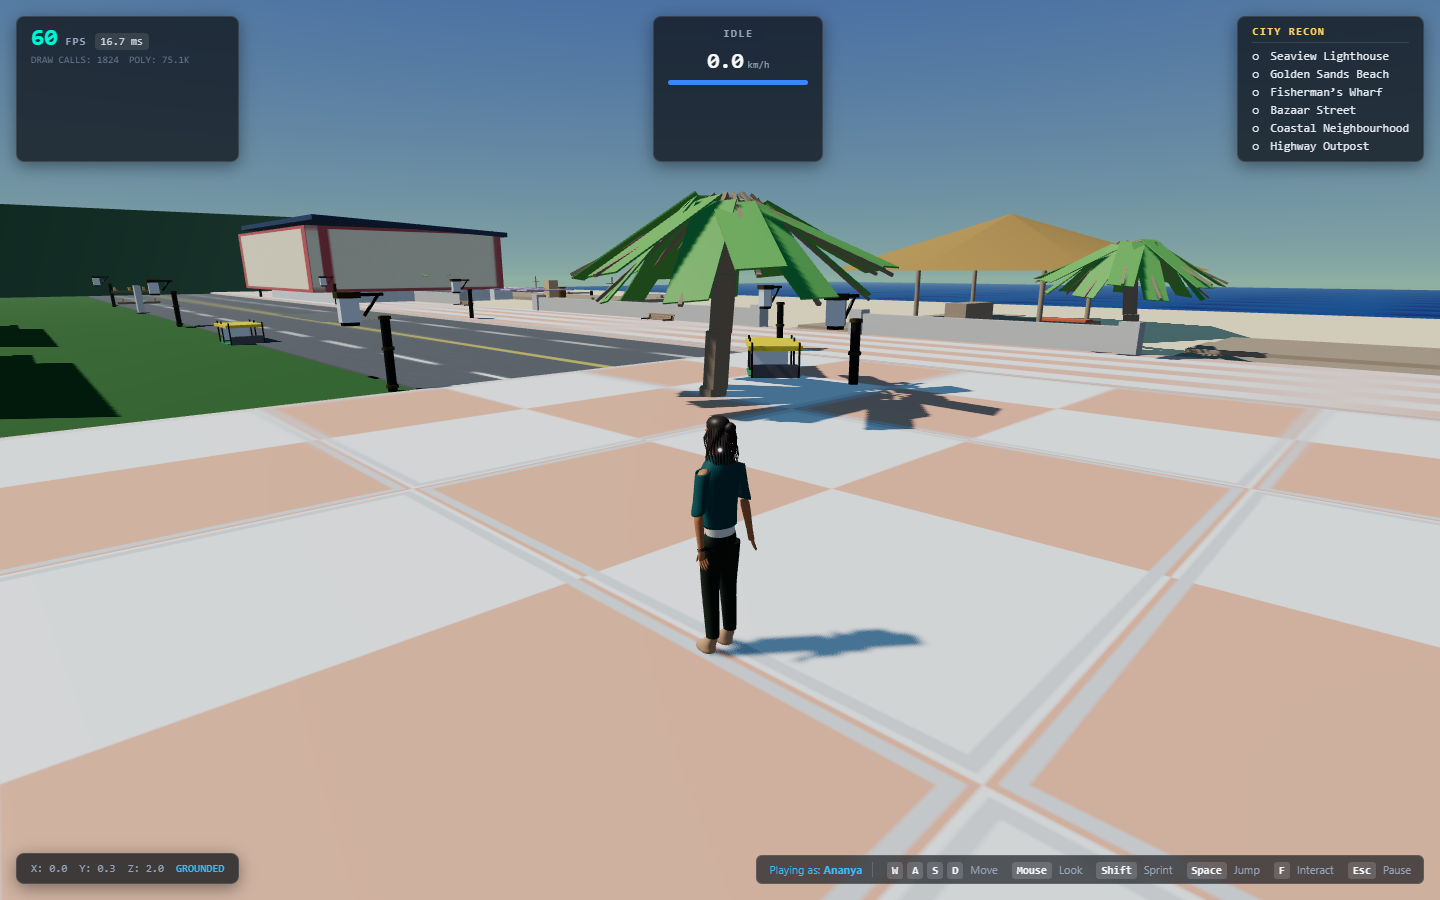 60 FPS 16.7 ms
DRAW CALLS: 1824 POLY: 75.1K
IDLE
0.0 km/h
CITY RECON
Seaview Lighthouse
Golden Sands Beach
Fisherman's Wharf
Bazaar Street
Coastal Neighbourhood
Highway Outpost
X: 0.0 Y: 0.3 Z: 2.0 GROUNDED
Playing as: Ananya W A S D Move Mouse Look Shift Sprint Space Jump F Interact Esc Pause